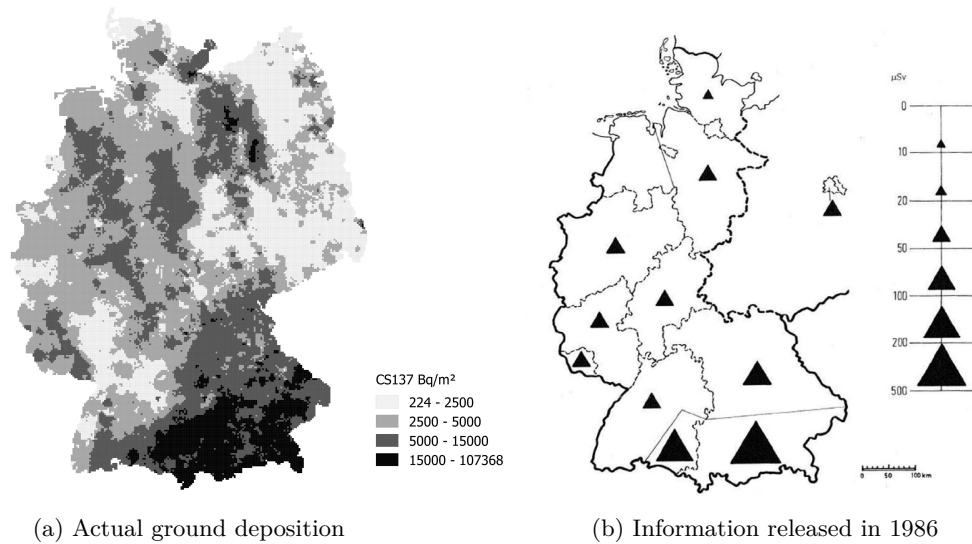 CS137 Bq/m²
224 - 2500
2500 - 5000
5000 - 15000
15000 - 107368
(a) Actual ground deposition
µSv
0
10
20
50
100
200
500
0 50 100 km
(b) Information released in 1986